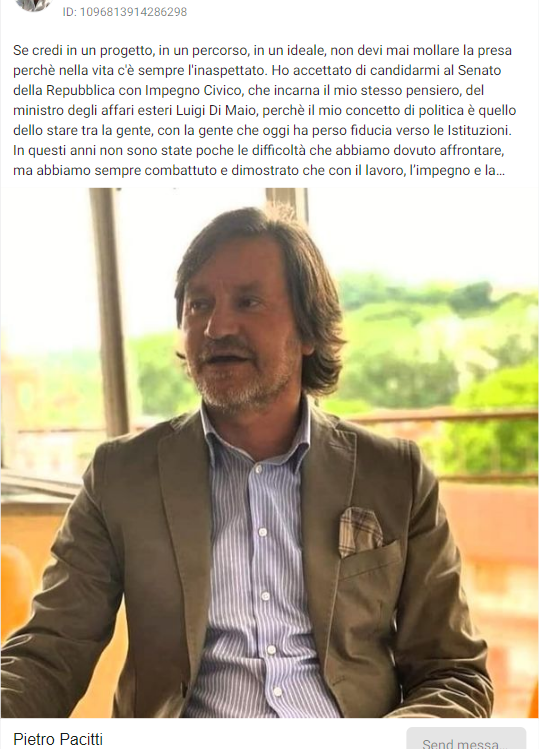 ID: 1096813914286298
Se credi in un progetto, in un percorso, in un ideale, non devi mai mollare la presa
perchè nella vita c'è sempre l'inaspettato. Ho accettato di candidarmi al Senato
della Repubblica con Impegno Civico, che incarna il mio stesso pensiero, del
ministro degli affari esteri Luigi Di Maio, perchè il mio concetto di politica è quello
dello stare tra la gente, con la gente che oggi ha perso fiducia verso le Istituzioni.
In questi anni non sono state poche le difficoltà che abbiamo dovuto affrontare,
ma abbiamo sempre combattuto e dimostrato che con il lavoro, l’impegno e la...
Pietro Pacitti
Send messa...